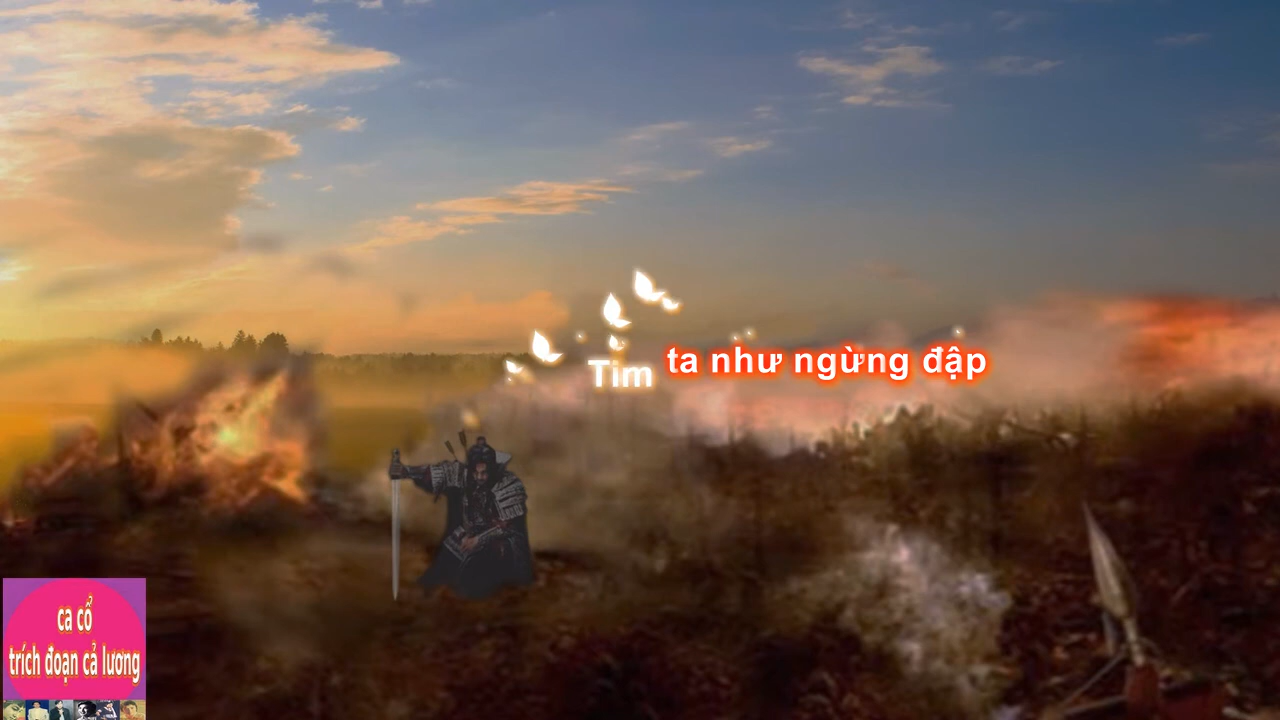 Tim ta như ngừng đập
ca cổ
trích đoạn cả lương